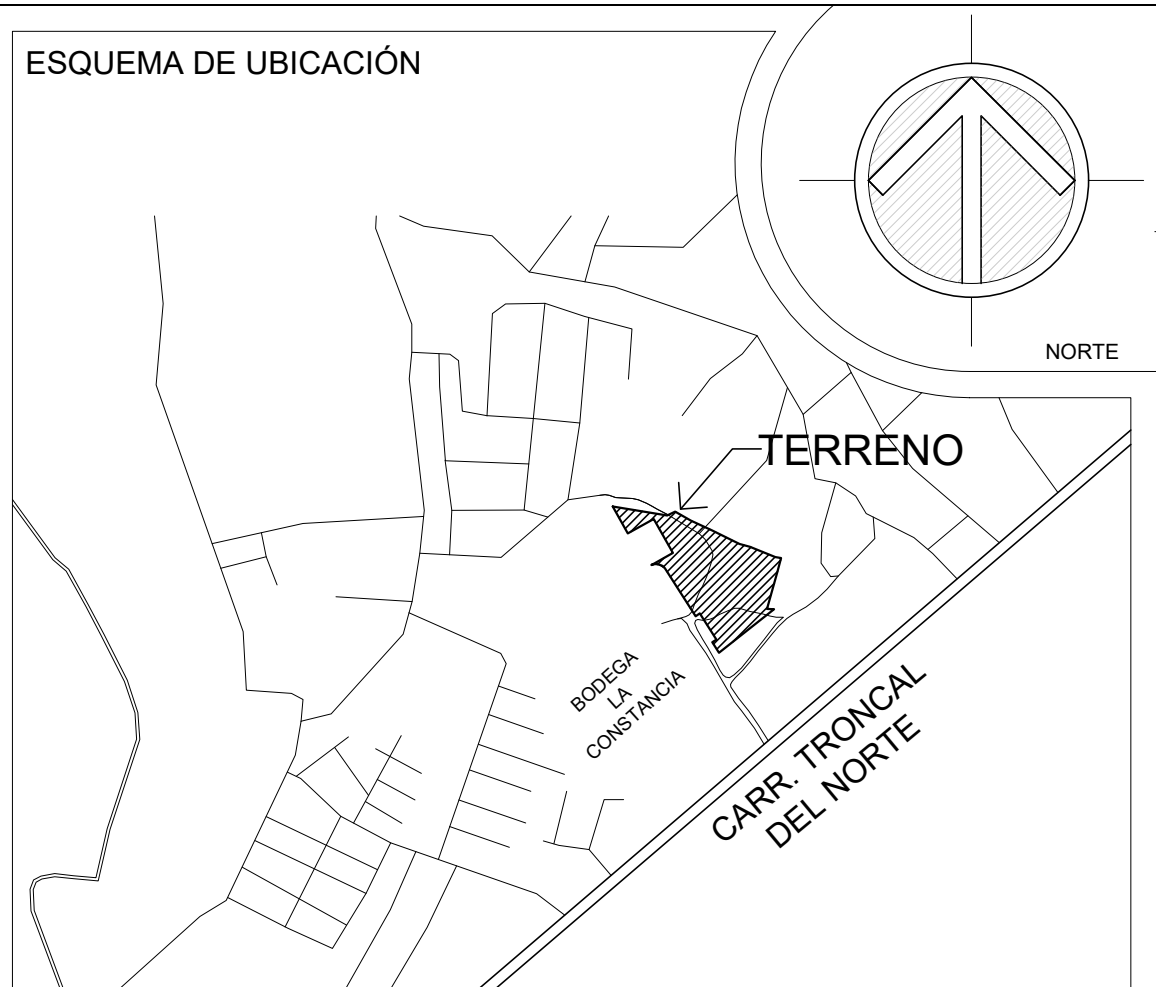 ESQUEMA DE UBICACIÓN
NORTE
TERRENO
BODEGA
LA
CONSTANCIA
CARR. TRONCAL
DEL NORTE